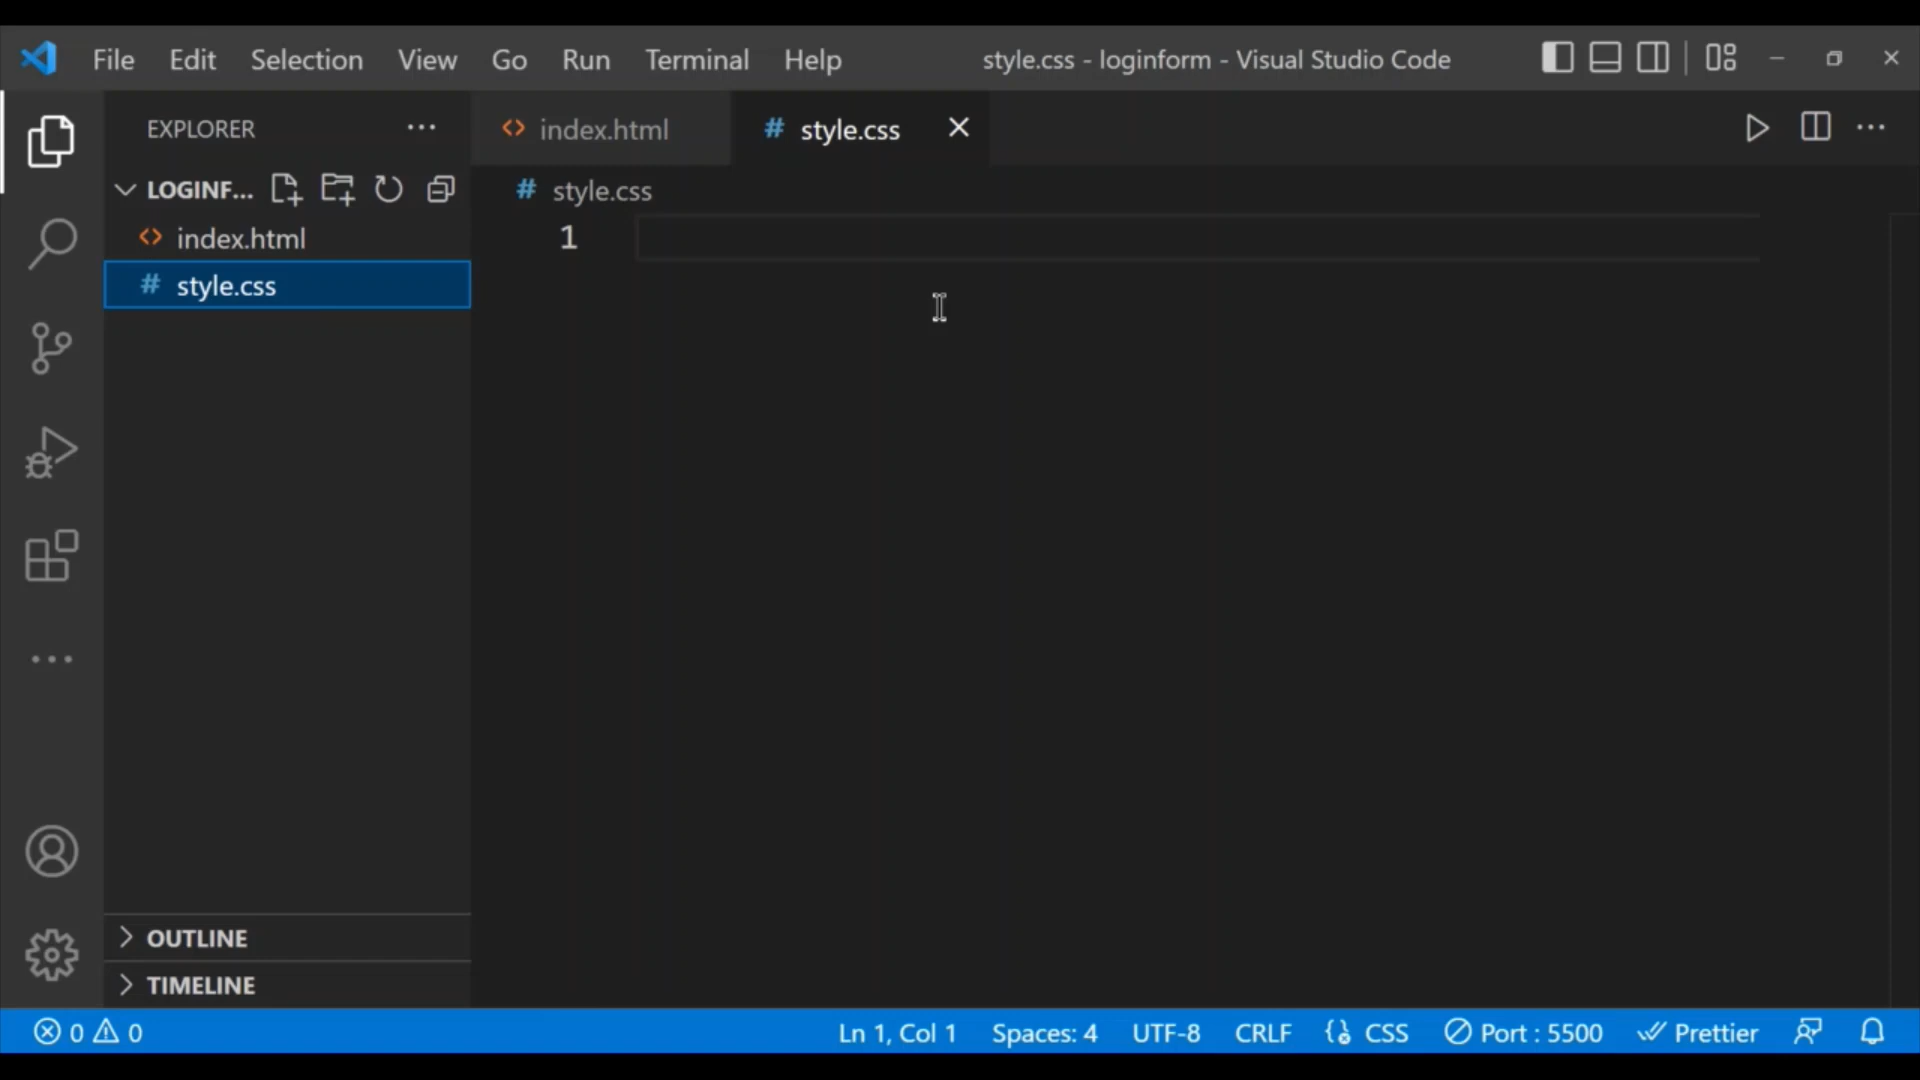 File Edit Selection View Go Run Terminal Help style.css - loginform - Visual Studio Code
EXPLORER
LOGINF...
index.html
style.css
OUTLINE
TIMELINE
index.html # style.css
# style.css
1
0 0 Ln 1, Col 1 Spaces: 4 UTF-8 CRLF CSS Port : 5500 Prettier